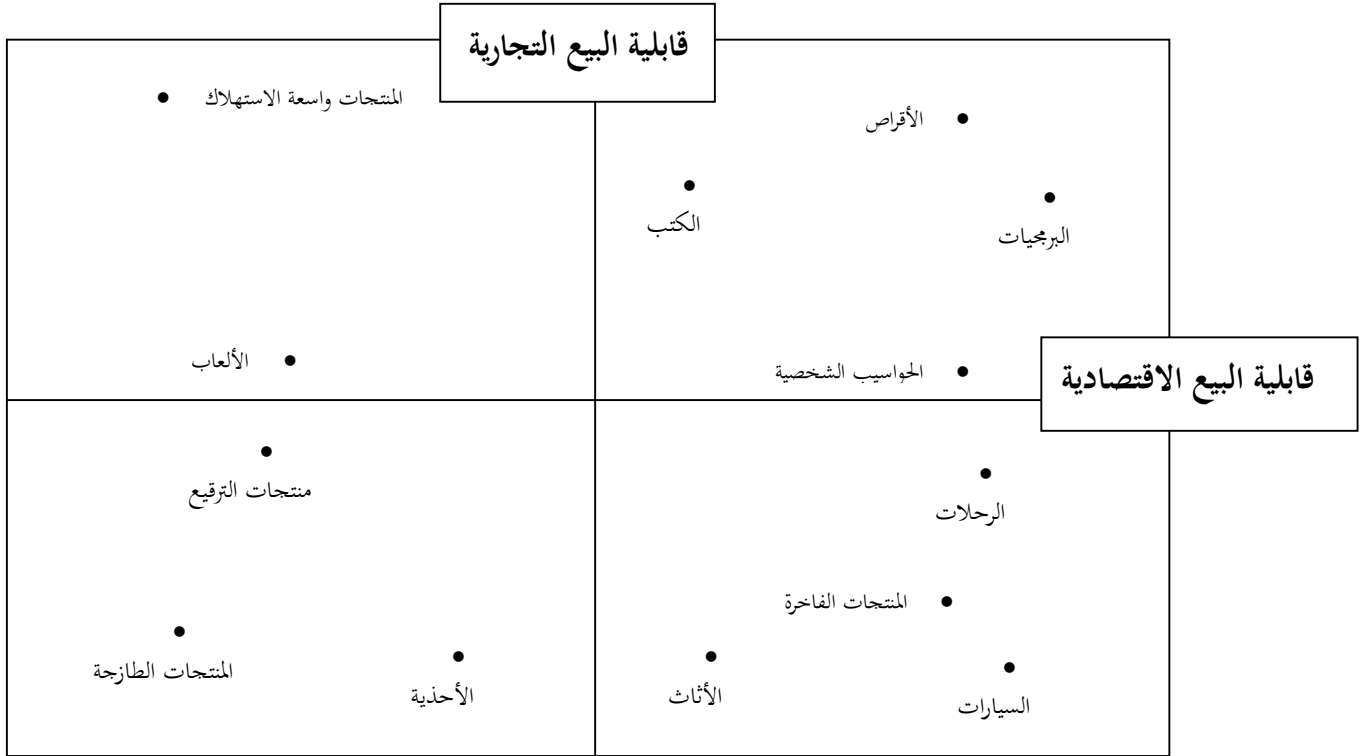 قابلية البيع التجارية
المنتجات واسعة الاستهلاك
الأقراص
الكتب
البرمجيات
الألعاب
الحواسيب الشخصية
قابلية البيع الاقتصادية
منتجات الترقيع
الرحلات
المنتجات الفاخرة
المنتجات الطازجة
الأحذية
الأثاث
السيارات